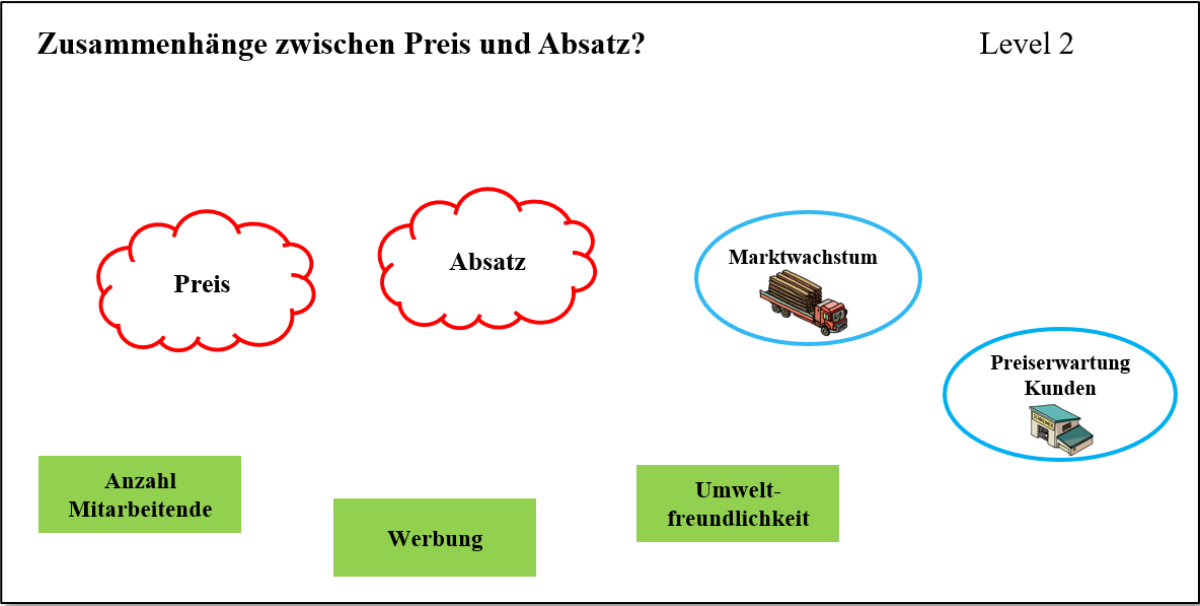 Zusammenhänge zwischen Preis und Absatz?
Level 2
Preis
Absatz
Marktwachstum
Preiserwartung
Kunden
Anzahl
Mitarbeitende
Werbung
Umwelt-
freundlichkeit